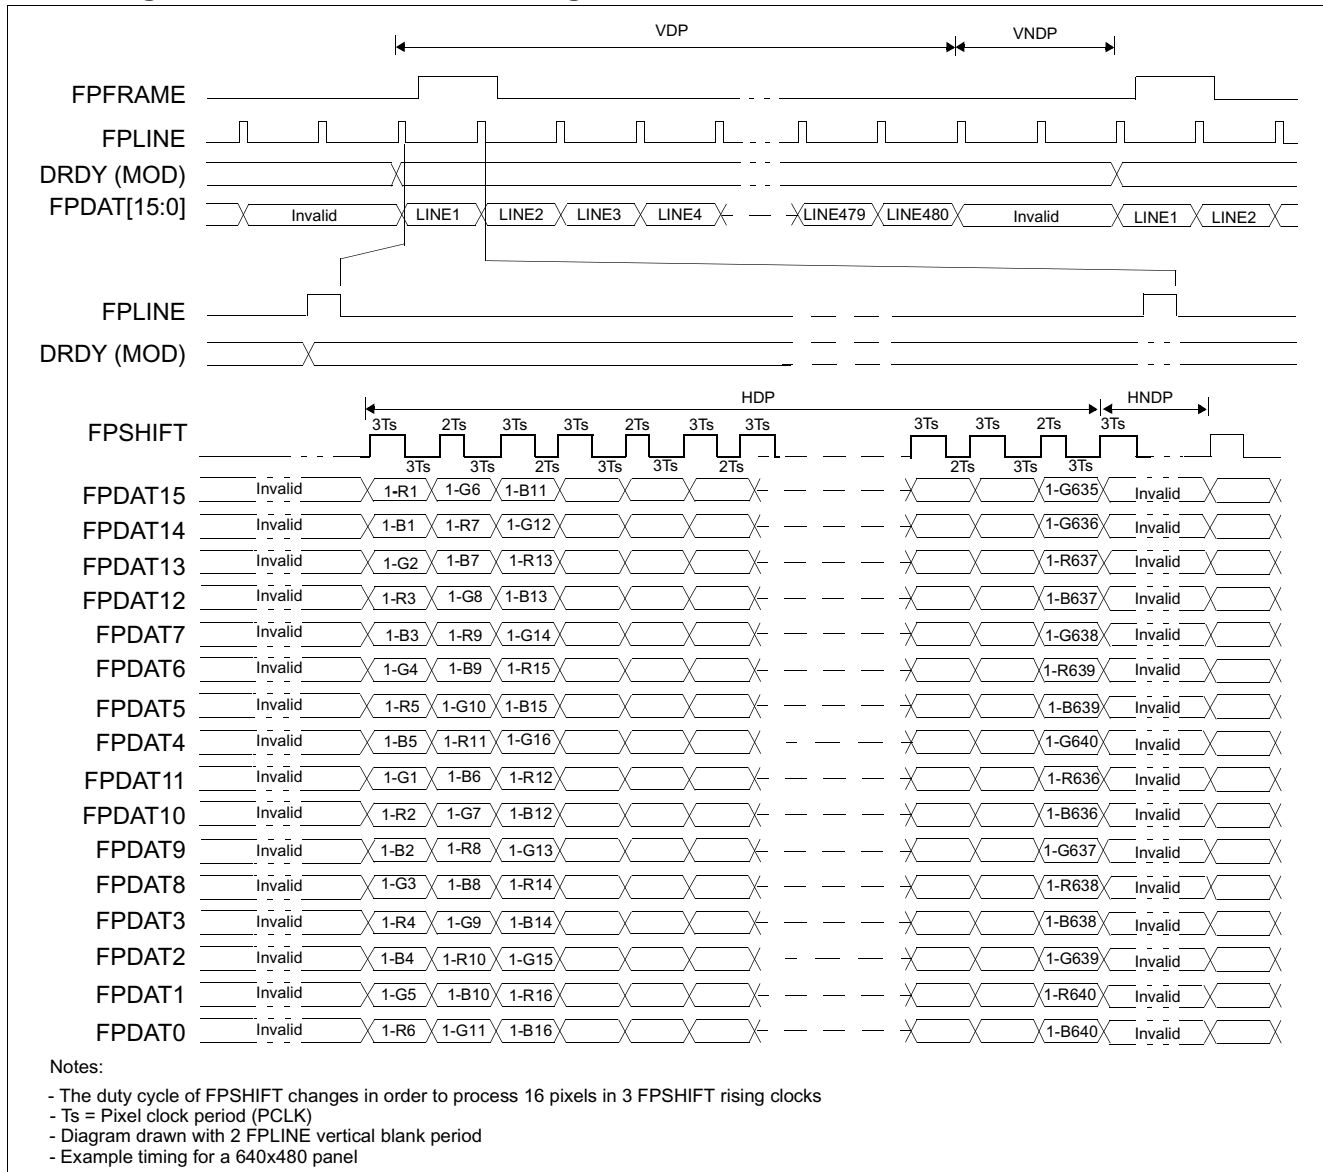 VDP VNDP
FPFRAME
FPLINE
DRDY (MOD)
FPDAT[15:0] Invalid LINE1 LINE2 LINE3 LINE4 LINE479 LINE480 Invalid LINE1 LINE2
FPLINE
DRDY (MOD)
HDP HNDP
3Ts 2Ts 3Ts 3Ts 2Ts 3Ts 3Ts 3Ts 3Ts 2Ts 3Ts
FPSHIFT
3Ts 3Ts 2Ts 3Ts 3Ts 2Ts 2Ts 3Ts 3Ts
FPDAT15 Invalid 1-R1 1-G6 1-B11 1-G635 Invalid
FPDAT14 Invalid 1-B1 1-R7 1-G12 1-G636 Invalid
FPDAT13 Invalid 1-G2 1-B7 1-R13 1-R637 Invalid
FPDAT12 Invalid 1-R3 1-G8 1-B13 1-B637 Invalid
FPDAT7 Invalid 1-B3 1-R9 1-G14 1-G638 Invalid
FPDAT6 Invalid 1-G4 1-B9 1-R15 1-R639 Invalid
FPDAT5 Invalid 1-R5 1-G10 1-B15 1-B639 Invalid
FPDAT4 Invalid 1-B5 1-R11 1-G16 1-G640 Invalid
FPDAT11 Invalid 1-G1 1-B6 1-R12 1-R636 Invalid
FPDAT10 Invalid 1-R2 1-G7 1-B12 1-B636 Invalid
FPDAT9 Invalid 1-B2 1-R8 1-G13 1-G637 Invalid
FPDAT8 Invalid 1-G3 1-B8 1-R14 1-R638 Invalid
FPDAT3 Invalid 1-R4 1-G9 1-B14 1-B638 Invalid
FPDAT2 Invalid 1-B4 1-R10 1-G15 1-G639 Invalid
FPDAT1 Invalid 1-G5 1-B10 1-R16 1-R640 Invalid
FPDAT0 Invalid 1-R6 1-G11 1-B16 1-B640 Invalid
Notes:
- The duty cycle of FPSHIFT changes in order to process 16 pixels in 3 FPSHIFT rising clocks
- Ts = Pixel clock period (PCLK)
- Diagram drawn with 2 FPLINE vertical blank period
- Example timing for a 640x480 panel